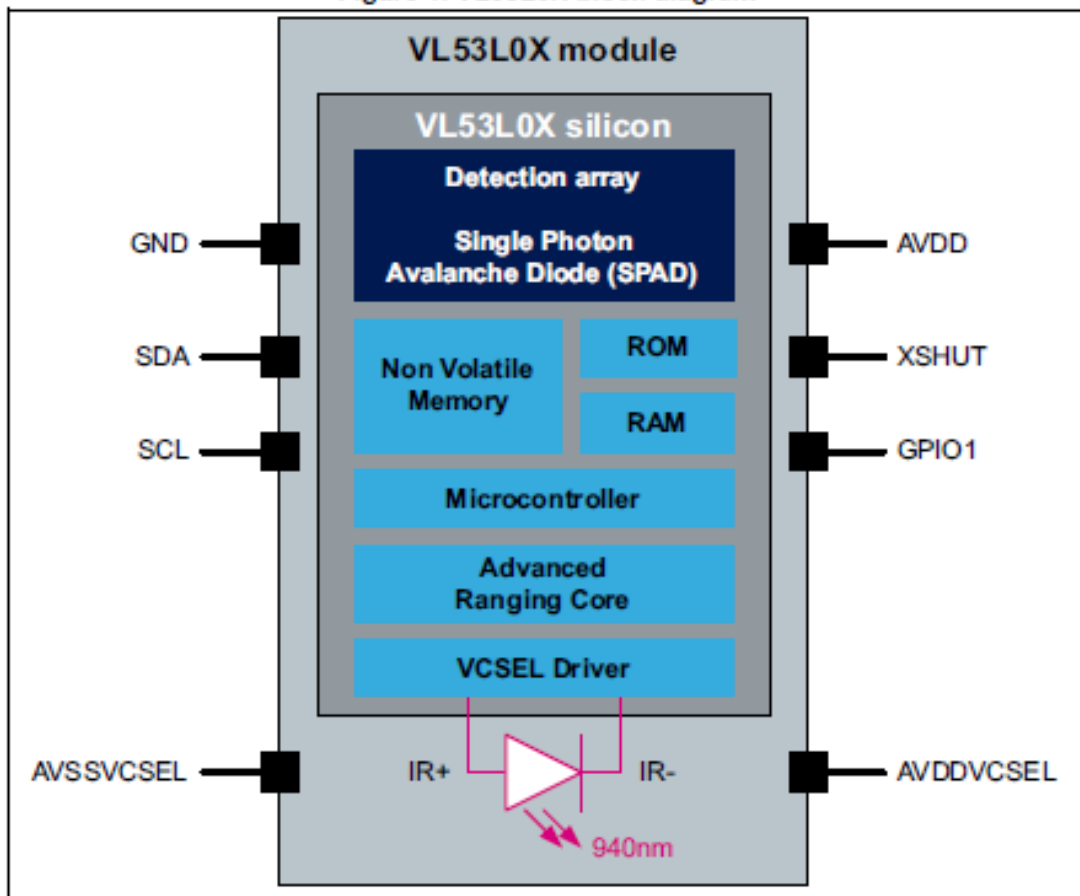 VL53L0X module
VL53L0X silicon
Detection array
Single Photon
Avalanche Diode (SPAD)
GND
AVDD
SDA
XSHUT
Non Volatile
Memory
ROM
RAM
SCL
GPIO1
Microcontroller
Advanced
Ranging Core
VCSEL Driver
AVSSVCSEL
IR+
IR-
AVDDVCSEL
940nm